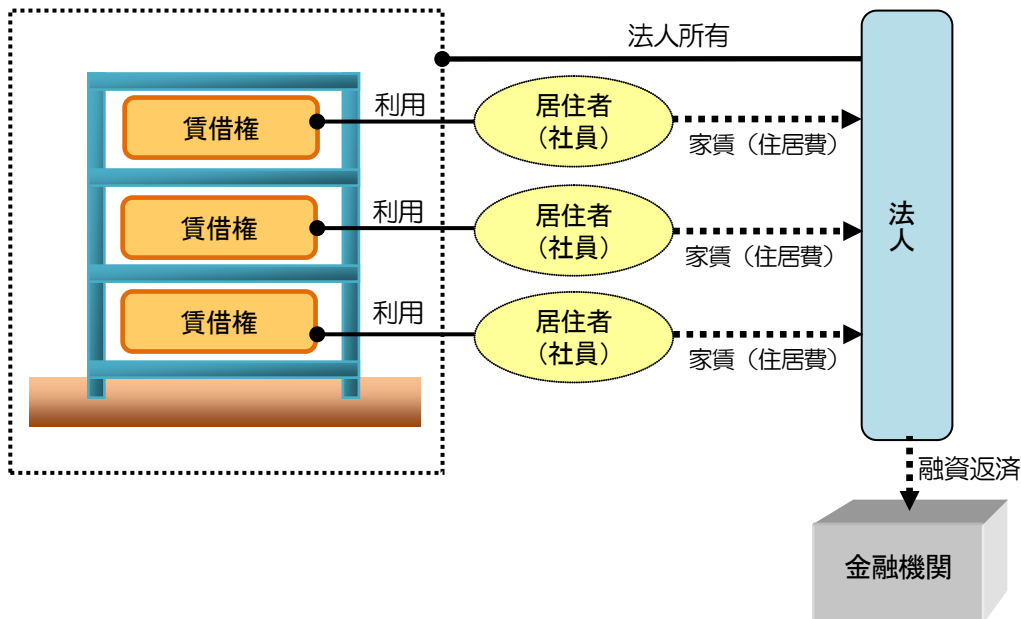 法人所有
賃借権
利用
居住者
（社員）
家賃（住居費）
賃借権
利用
居住者
（社員）
家賃（住居費）
賃借権
利用
居住者
（社員）
家賃（住居費）
法人
融資返済
金融機関